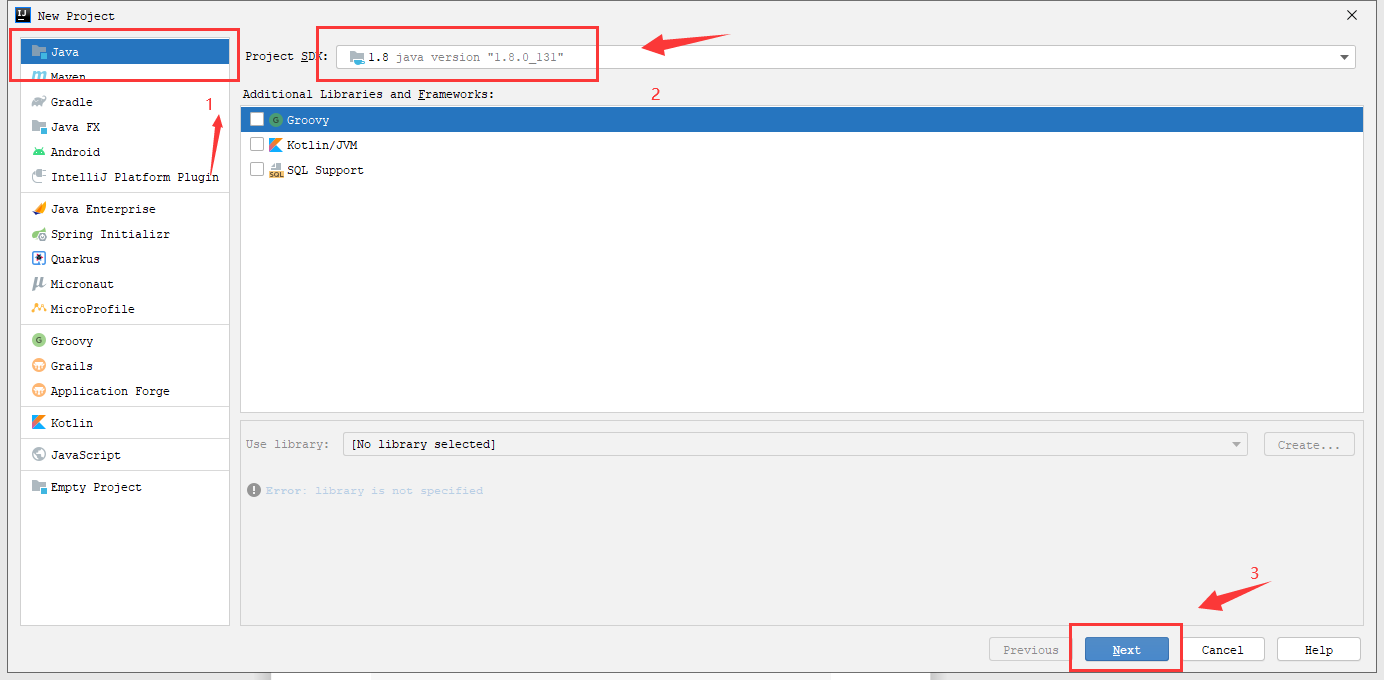 New Project
Java
Maven
Gradle
Java FX
Android
IntelliJ Platform Plugin
Java Enterprise
Spring Initializr
Quarkus
Micronaut
MicroProfile
Groovy
Grails
Application Forge
Kotlin
JavaScript
Empty Project
1
Project SDK: 1.8 java version "1.8.0_131"
2
Additional Libraries and Frameworks:
Groovy
Kotlin/JVM
SQL Support
Use library: [No library selected] Create...
Error: library is not specified
3
Previous Next Cancel Help